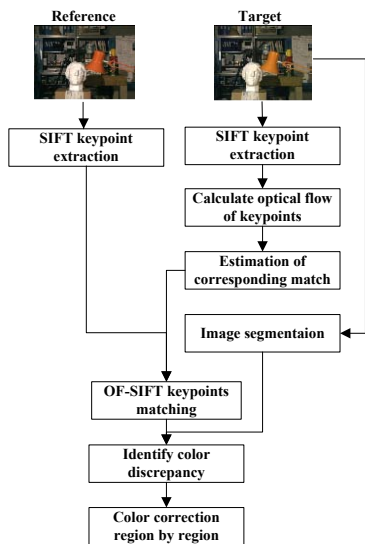 Reference
Target
SIFT keypoint
extraction
SIFT keypoint
extraction
Calculate optical flow
of keypoints
Estimation of
corresponding match
Image segmentaion
OF-SIFT keypoints
matching
Identify color
discrepancy
Color correction
region by region